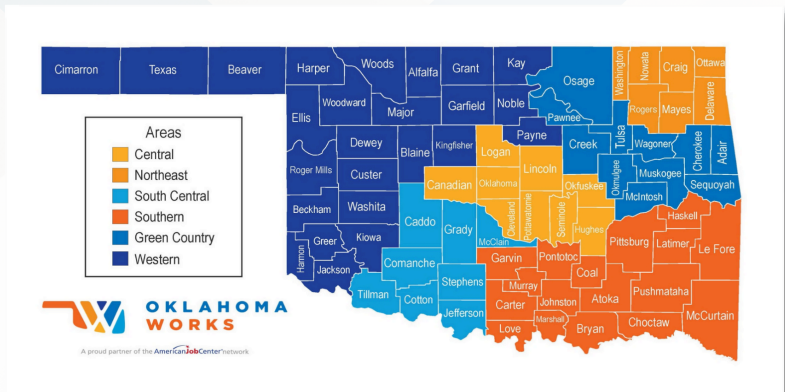 Cimarron
Texas
Beaver
Harper
Woods
Alfalfa
Grant
Kay
Osage
Washington
Nowata
Craig
Ottawa
Ellis
Woodward
Major
Garfield
Noble
Pawnee
Rogers
Mayes
Delaware
Dewey
Blaine
Kingfisher
Logan
Payne
Creek
Tulsa
Wagoner
Cherokee
Adair
Roger Mills
Custer
Canadian
Oklahoma
Lincoln
Okfuskee
Okmulgee
Muskogee
McIntosh
Sequoyah
Beckham
Washita
Caddo
Grady
Cleveland
Pottawatomie
Seminole
Hughes
Pittsburg
Haskell
Latimer
Le Fore
Harmon
Greer
Kiowa
Jackson
Comanche
McClain
Garvin
Pontotoc
Coal
Tillman
Cotton
Stephens
Jefferson
Murray
Carter
Johnston
Atoka
Pushmataha
Love
Marshall
Bryan
Choctaw
McCurtain
Areas
Central
Northeast
South Central
Southern
Green Country
Western
OKLAHOMA
WORKS
A proud partner of the AmericanJobCenter network